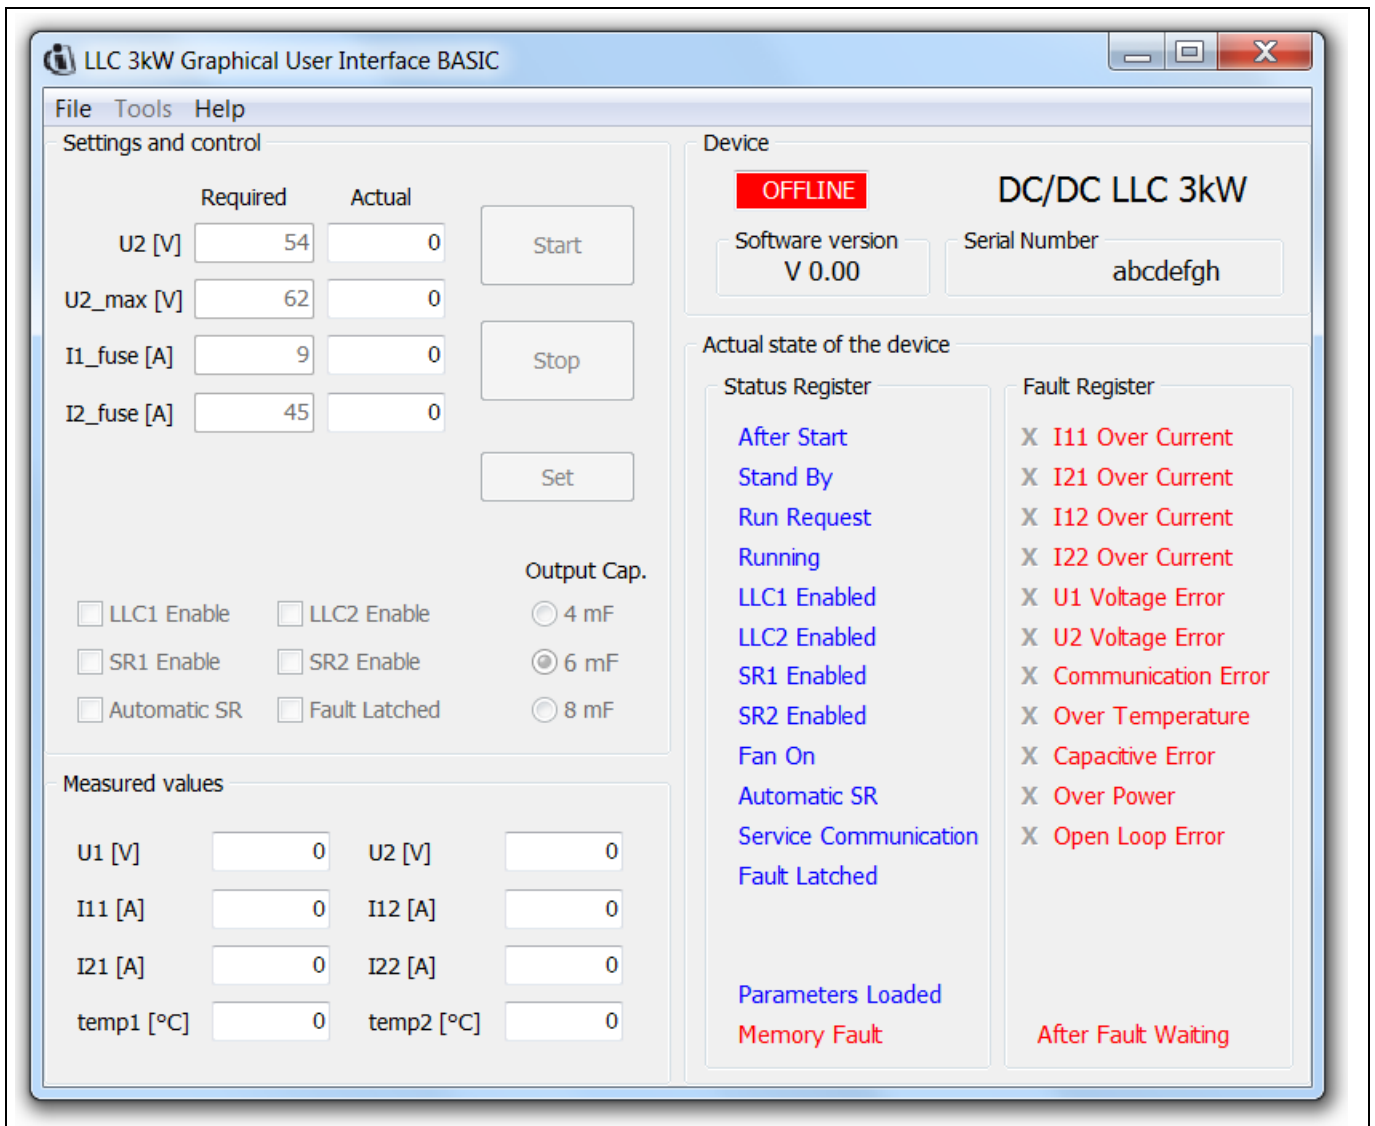 LLC 3kW Graphical User Interface BASIC
File Tools Help
Settings and control
Required Actual
U2 [V] 54 0 Start
U2_max [V] 62 0
I1_fuse [A] 9 0 Stop
I2_fuse [A] 45 0
Set
Output Cap.
LLC1 Enable LLC2 Enable 4 mF
SR1 Enable SR2 Enable 6 mF
Automatic SR Fault Latched 8 mF
Measured values
U1 [V] 0 U2 [V] 0
I11 [A] 0 I12 [A] 0
I21 [A] 0 I22 [A] 0
temp1 [°C] 0 temp2 [°C] 0
Device
OFFLINE DC/DC LLC 3kW
Software version Serial Number
V 0.00 abcdefgh
Actual state of the device
Status Register
After Start
Stand By
Run Request
Running
LLC1 Enabled
LLC2 Enabled
SR1 Enabled
SR2 Enabled
Fan On
Automatic SR
Service Communication
Fault Latched
Parameters Loaded
Memory Fault
Fault Register
X I11 Over Current
X I21 Over Current
X I12 Over Current
X I22 Over Current
X U1 Voltage Error
X U2 Voltage Error
X Communication Error
X Over Temperature
X Capacitive Error
X Over Power
X Open Loop Error
After Fault Waiting